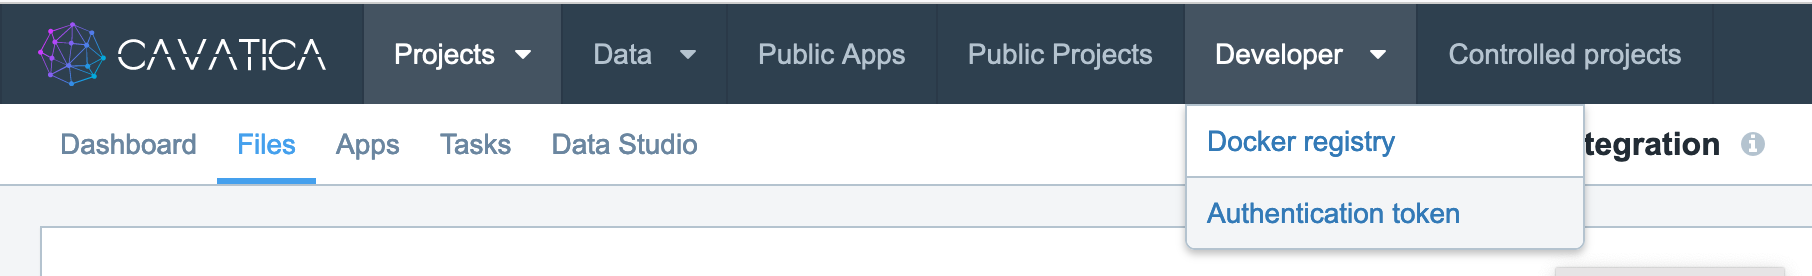 CAVATICA Projects Data Public Apps Public Projects Developer Controlled projects
Dashboard Files Apps Tasks Data Studio tegration
Docker registry
Authentication token